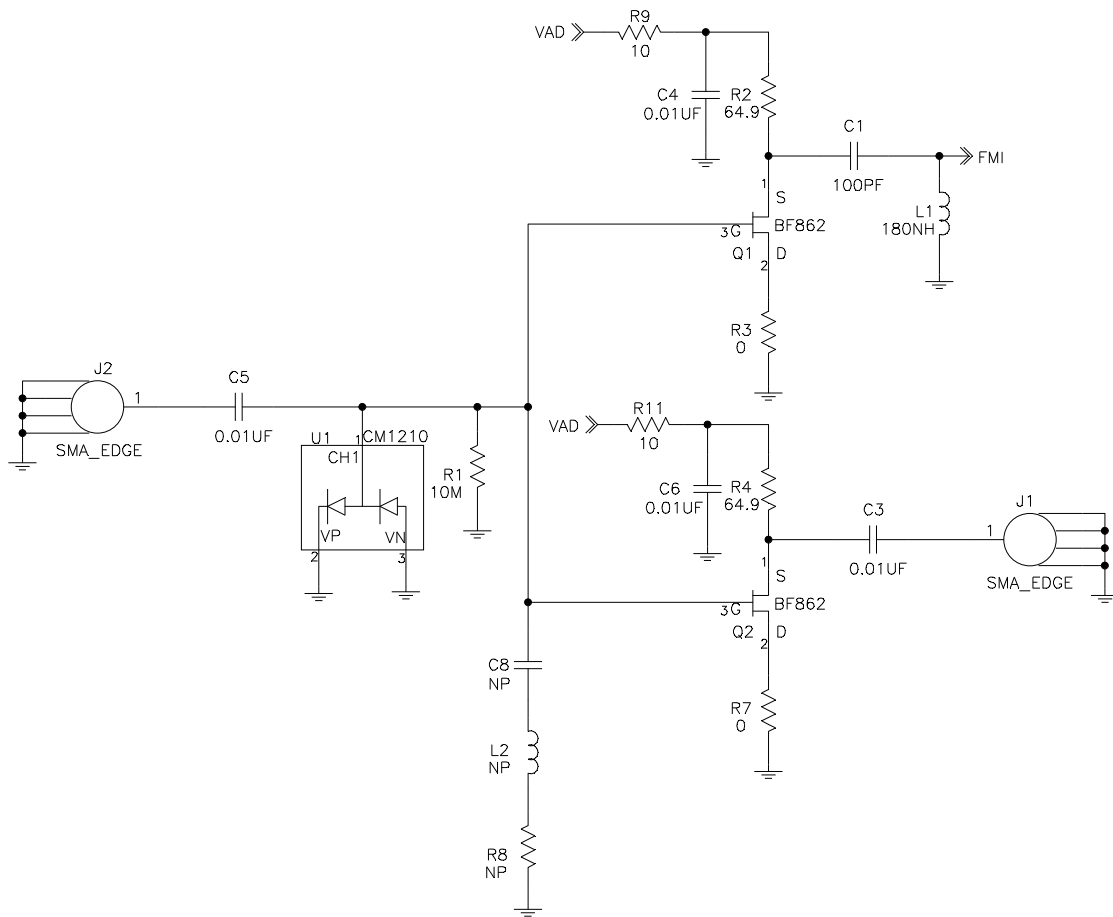 R9
VAD
10
C4
0.01UF
R2
64.9
C1
100PF
FMI
1
S
L1
180NH
3
G
BF862
Q1
D
2
R3
0
J2
1
SMA_EDGE
C5
0.01UF
U1
1
CM1210
CH1
VP
VN
2
3
R1
10M
R11
VAD
10
C6
0.01UF
R4
64.9
C3
0.01UF
J1
1
SMA_EDGE
1
S
3
G
BF862
Q2
D
2
C8
NP
R7
0
L2
NP
R8
NP